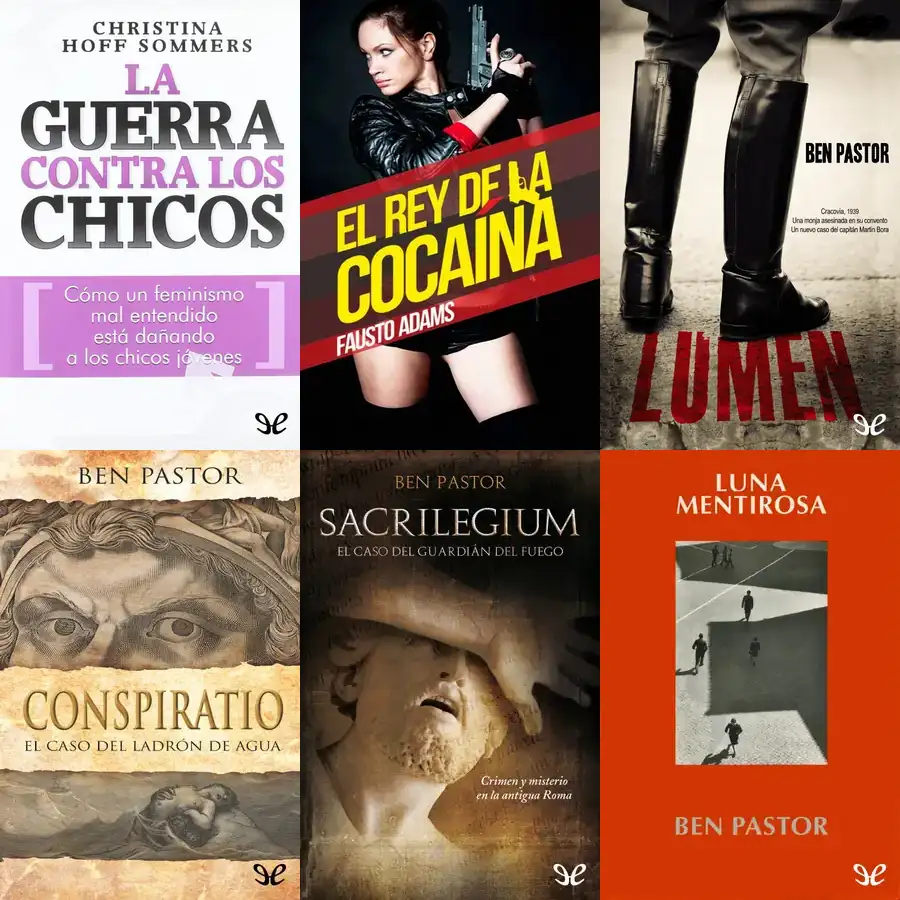 CHRISTINA
HOFF SOMMERS
LA
GUERRA
CONTRA LOS
CHICOS
Cómo un feminismo
mal entendido
está dañando
a los chicos jóvenes
EL REY DE LA
COCAÍNA
FAUSTO ADAMS
BEN PASTOR
Cracovia, 1939
Una monja asesinada en su convento
Un nuevo caso del capitán Martin Bora
LUMEN
BEN PASTOR
CONSPIRATIO
EL CASO DEL LADRÓN DE AGUA
BEN PASTOR
SACRILEGIUM
EL CASO DEL GUARDIÁN DEL FUEGO
Crimen y misterio
en la antigua Roma
LUNA
MENTIROSA
BEN PASTOR